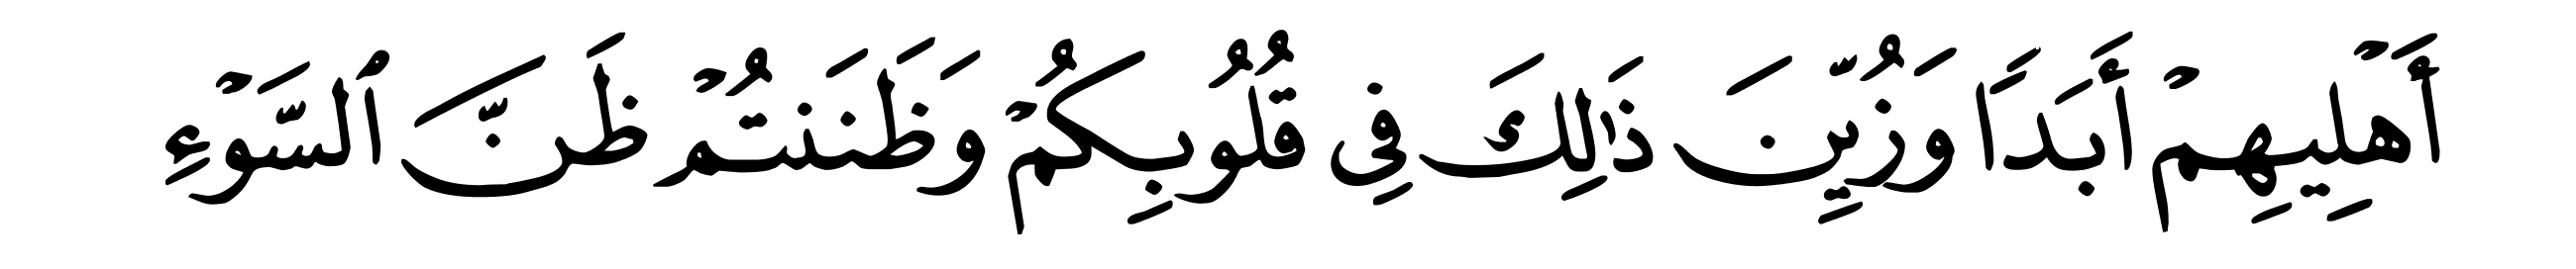 أَهْلِيهِمْ أَبَدًا وَزُيِّنَ ذَٰلِكَ فِى قُلُوبِكُمْ وَظَنَنتُمْ ظَنَّ ٱلسَّوْءِ